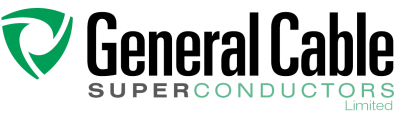 General Cable
SUPERCONDUCTORS
Limited